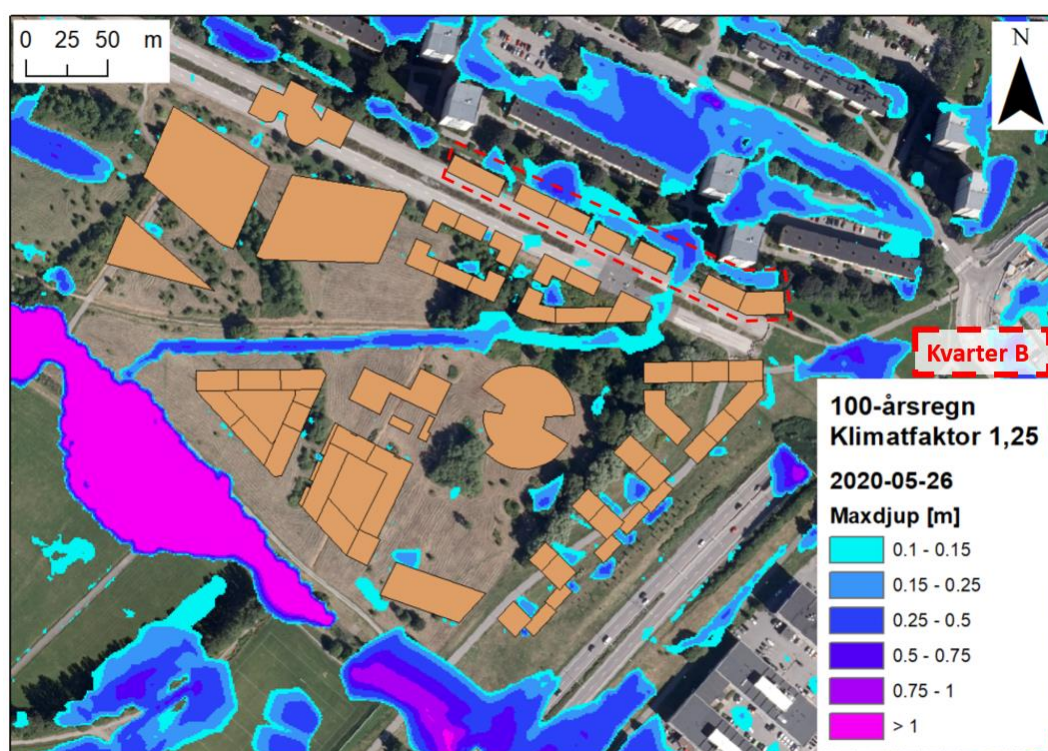 0 25 50 m
N
Kvarter B
100-årsregn
Klimatfaktor 1,25
2020-05-26
Maxdjup [m]
0.1 - 0.15
0.15 - 0.25
0.25 - 0.5
0.5 - 0.75
0.75 - 1
> 1